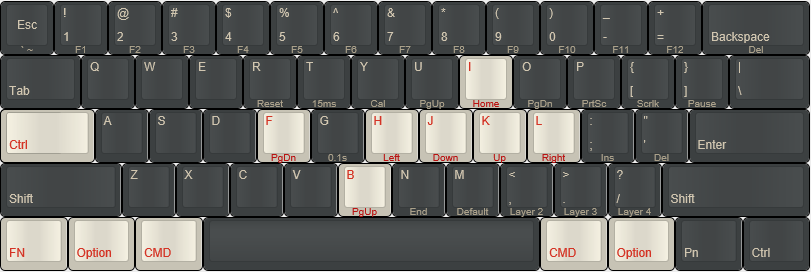 Esc ! @ # $ % ^ & * ( ) _ +
1 2 3 4 5 6 7 8 9 0 - = Backspace
` ~ F1 F2 F3 F4 F5 F6 F7 F8 F9 F10 F11 F12 Del
Q W E R T Y U I O P { } |
Tab [ ] \
Reset 15ms Cal PgUp Home PgDn PrtSc Scrlk Pause
A S D F G H J K L : "
Ctrl ; ' Enter
PgDn 0.1s Left Down Up Right Ins Del
Z X C V B N M < > ?
Shift , . / Shift
PgUp End Default Layer 2 Layer 3 Layer 4
FN Option CMD CMD Option Pn Ctrl